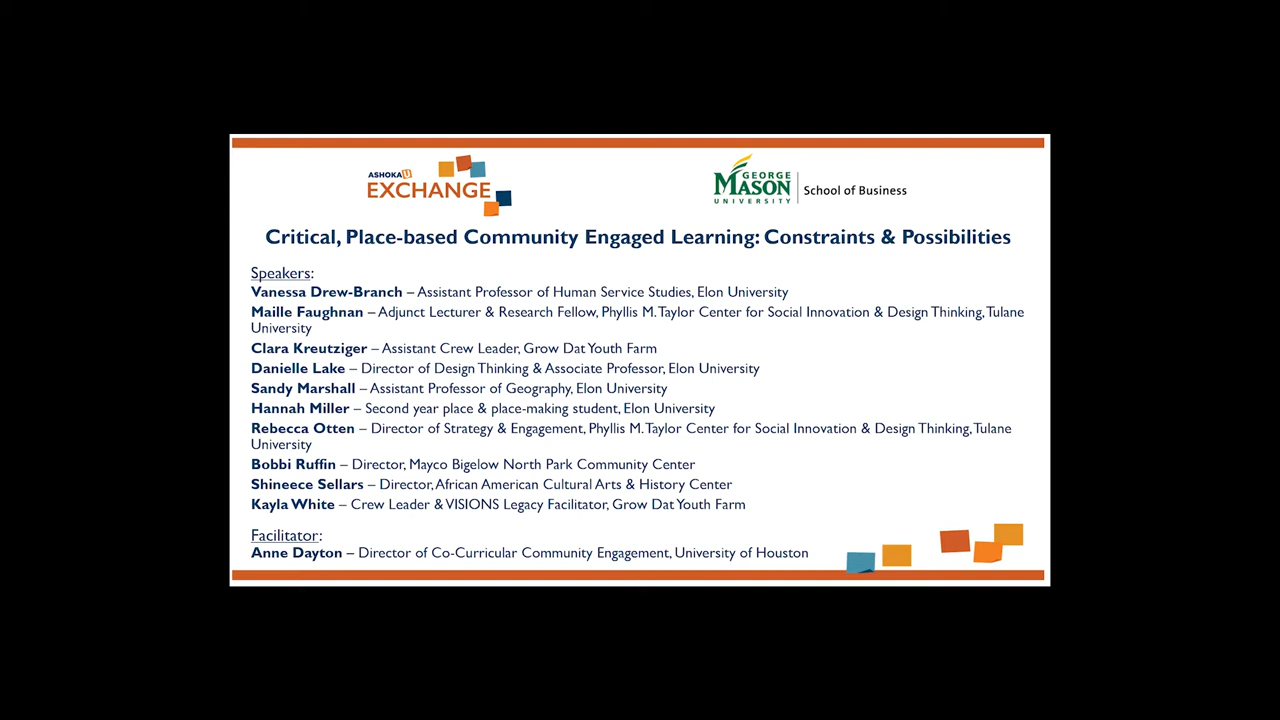 ASHOKA U
EXCHANGE
GEORGE
MASON
UNIVERSITY
School of Business
Critical, Place-based Community Engaged Learning: Constraints & Possibilities
Speakers:
Vanessa Drew-Branch – Assistant Professor of Human Service Studies, Elon University
Maille Faughnan – Adjunct Lecturer & Research Fellow, Phyllis M. Taylor Center for Social Innovation & Design Thinking, Tulane
University
Clara Kreutziger – Assistant Crew Leader, Grow Dat Youth Farm
Danielle Lake – Director of Design Thinking & Associate Professor, Elon University
Sandy Marshall – Assistant Professor of Geography, Elon University
Hannah Miller – Second year place & place-making student, Elon University
Rebecca Otten – Director of Strategy & Engagement, Phyllis M. Taylor Center for Social Innovation & Design Thinking, Tulane
University
Bobbi Ruffin – Director, Mayco Bigelow North Park Community Center
Shineece Sellars – Director, African American Cultural Arts & History Center
Kayla White – Crew Leader & VISIONS Legacy Facilitator, Grow Dat Youth Farm
Facilitator:
Anne Dayton – Director of Co-Curricular Community Engagement, University of Houston